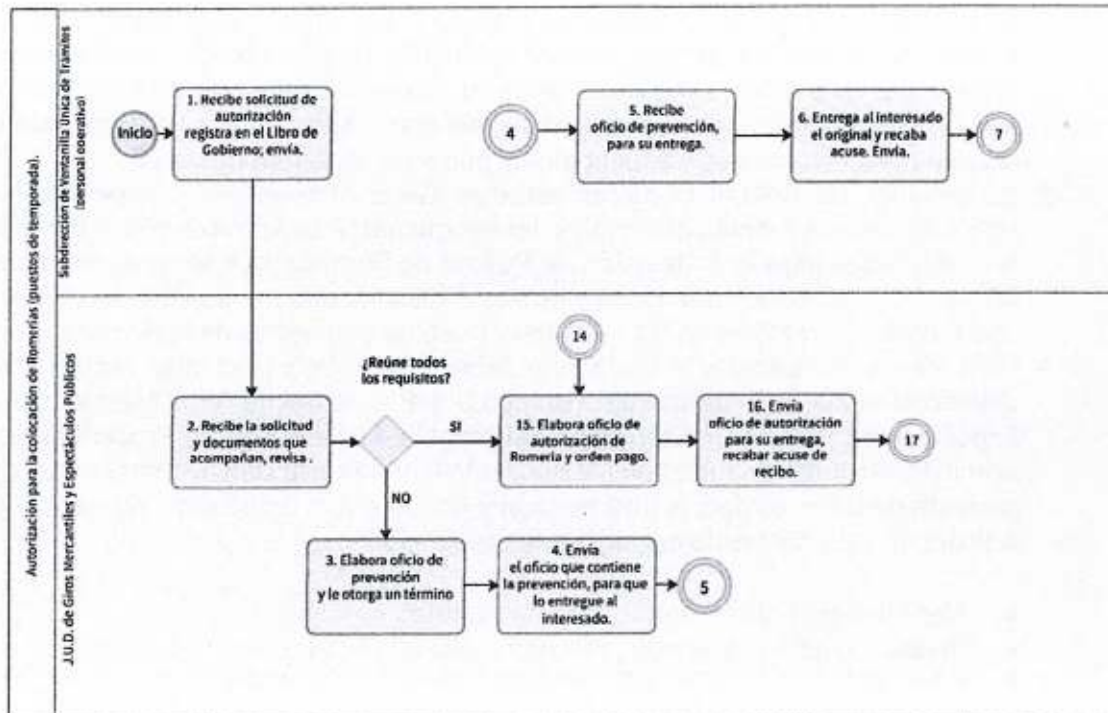 Autorización para la colocación de Romerías (puestos de temporada).
Subdirección de Ventanilla Única de Trámites
(personal operativo)
Inicio
1. Recibe solicitud de
autorización
registra en el Libro de
Gobierno; envía.
4
5. Recibe
oficio de prevención,
para su entrega.
6. Entrega al interesado
el original y recaba
acuse. Envía.
7
J.U.D. de Giros Mercantiles y Espectáculos Públicos
14
¿Reúne todos
los requisitos?
2. Recibe la solicitud
y documentos que
acompañan, revisa .
SI
15. Elabora oficio de
autorización de
Romería y orden pago.
16. Envía
oficio de autorización
para su entrega,
recabar acuse de
recibo.
17
NO
3. Elabora oficio de
prevención
y le otorga un término
4. Envía
el oficio que contiene
la prevención, para que
lo entregue al
interesado.
5